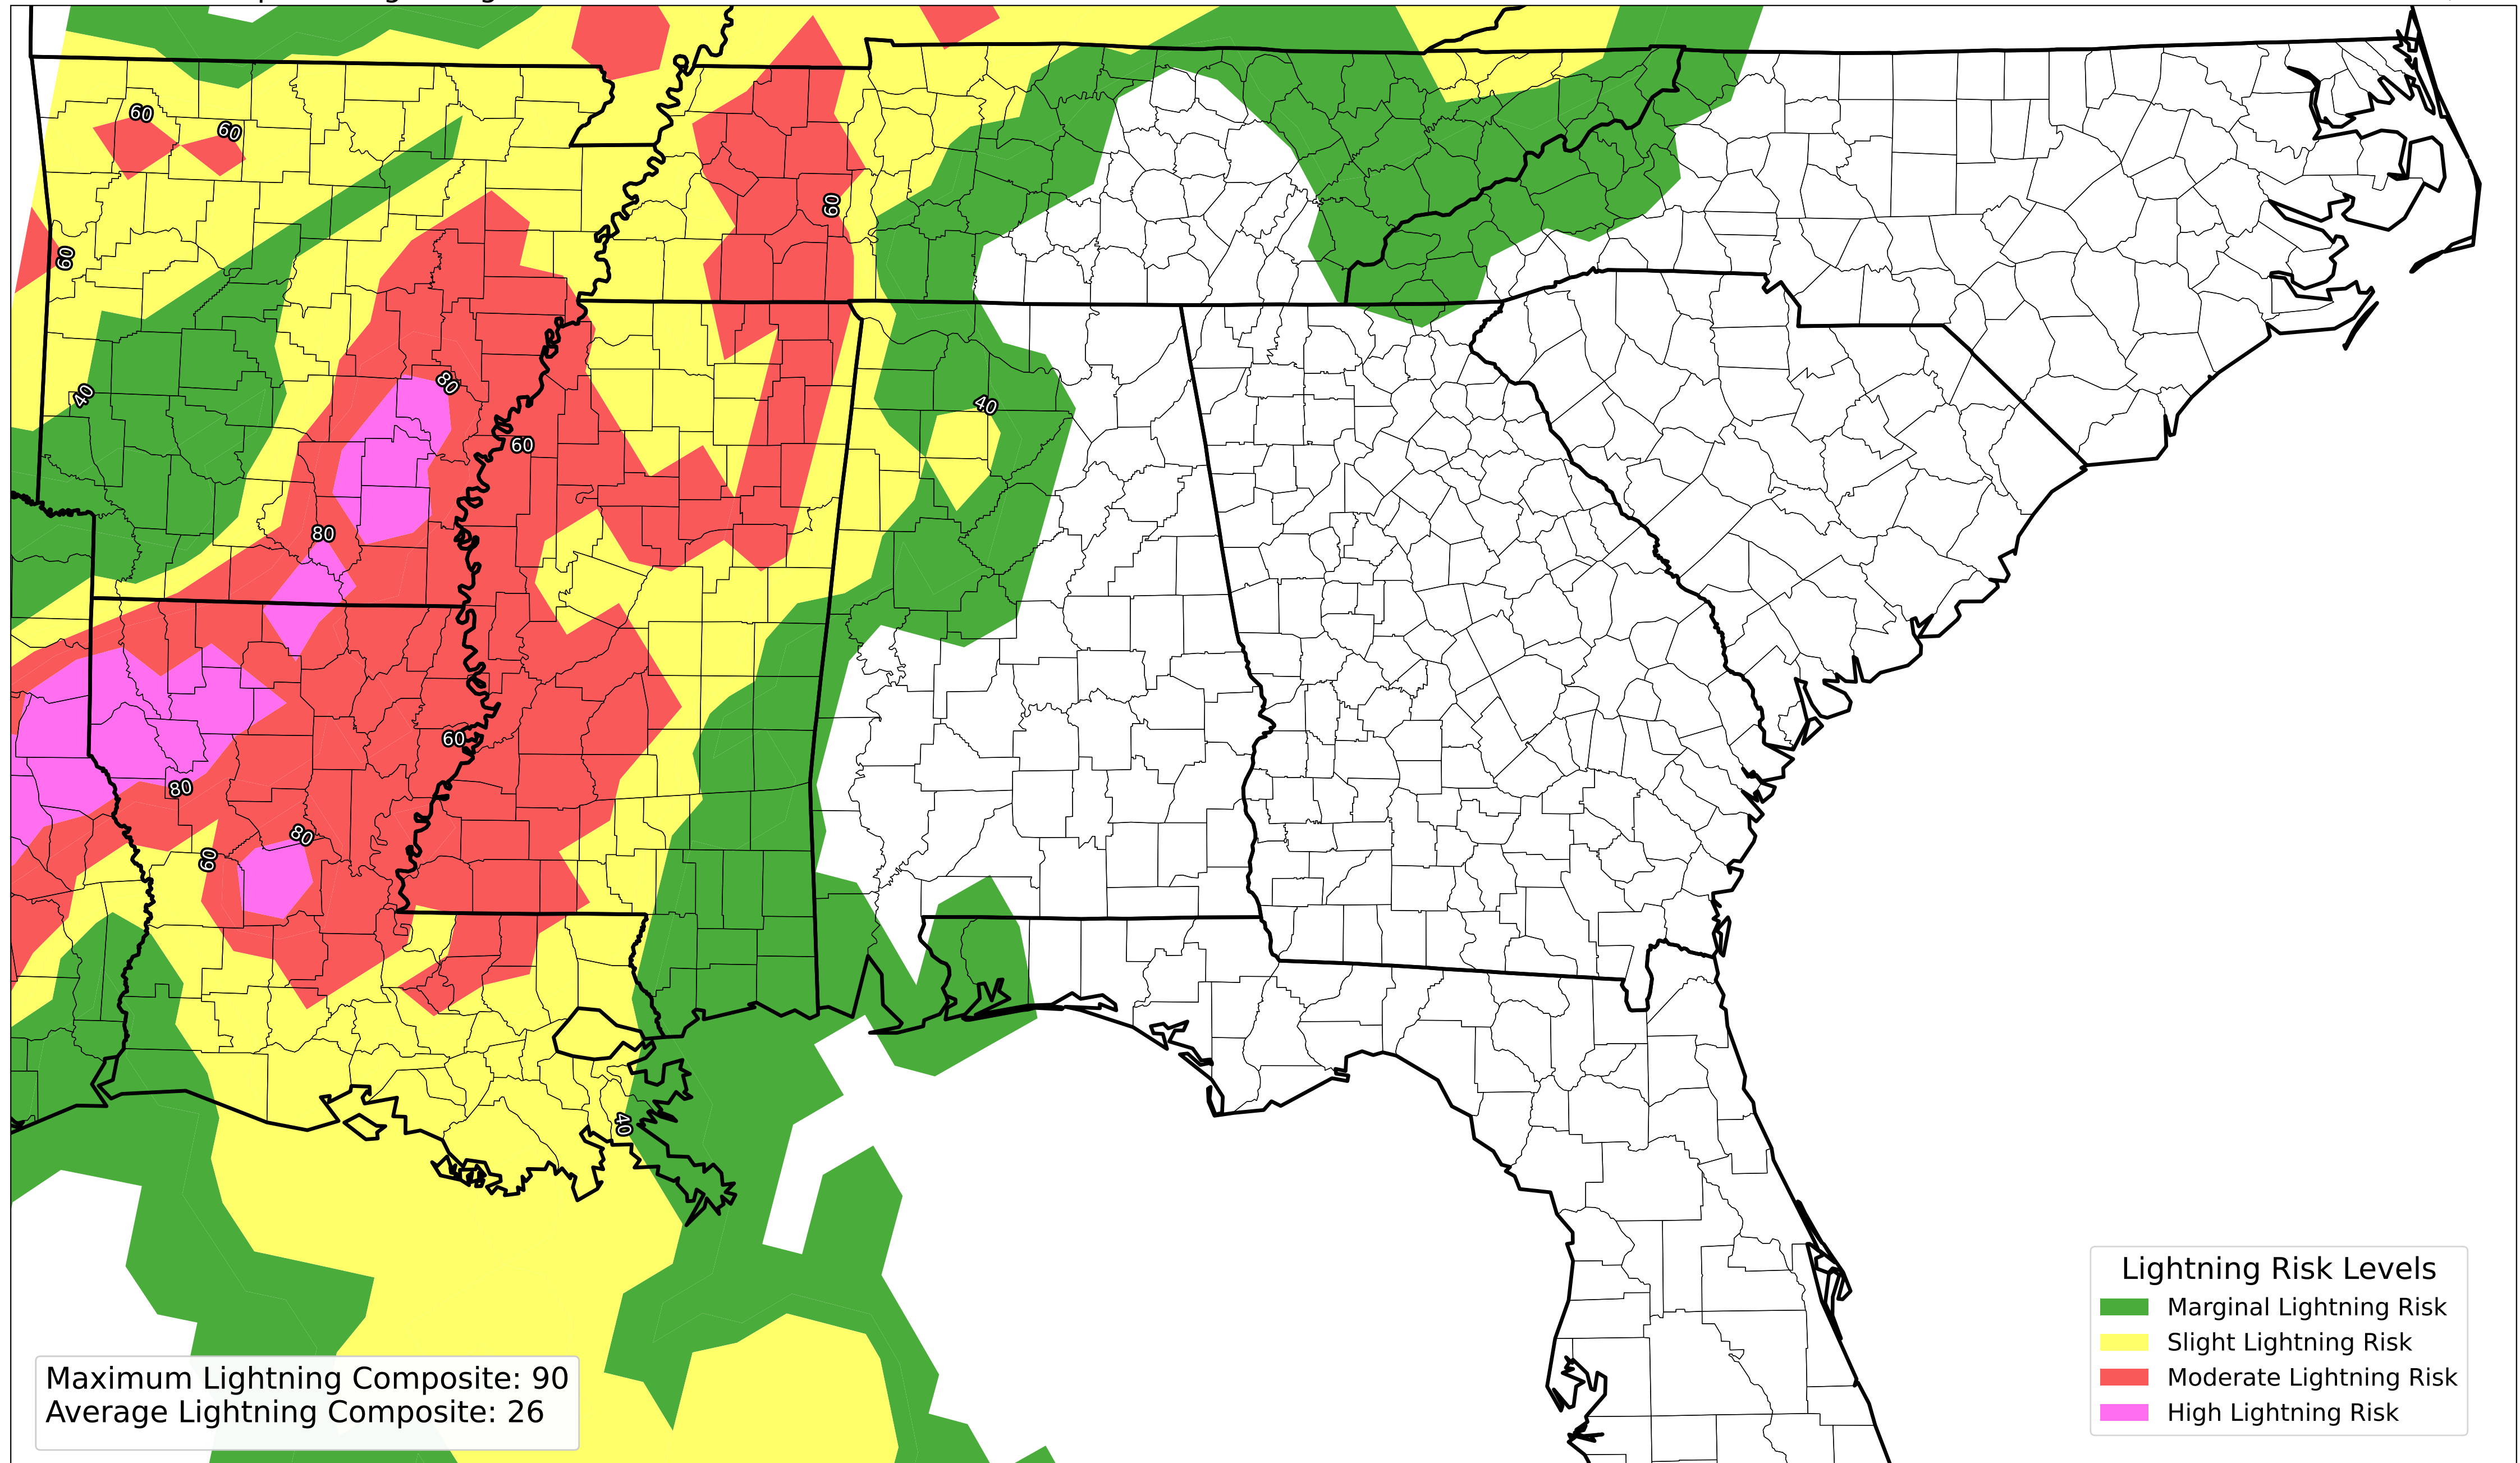 60
60
60
60
40
80
40
60
80
60
80
80
60
40
Lightning Risk Levels
Marginal Lightning Risk
Slight Lightning Risk
Moderate Lightning Risk
High Lightning Risk
Maximum Lightning Composite: 90
Average Lightning Composite: 26